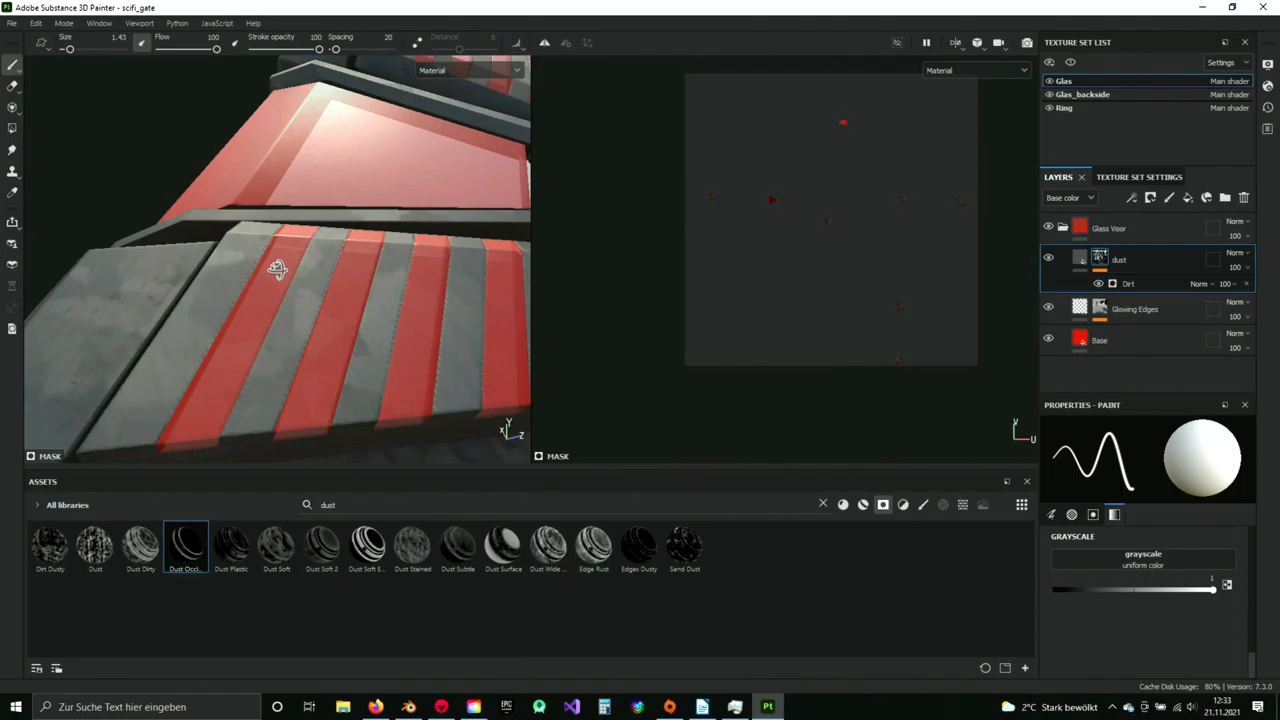 Adobe Substance 3D Painter - scifi_gate
File Edit Mode Window Viewport Python JavaScript Help
Size 1.43 Flow 100 Stroke opacity 100 Spacing 20 Distance 8
Material
Material
TEXTURE SET LIST
Settings
Glas Main shader
Glas_backside Main shader
Ring Main shader
LAYERS TEXTURE SET SETTINGS
Base color
Glass Visor Norm
100
dust Norm
100
Dirt Norm 100
Glowing Edges Norm
100
Base Norm
100
PROPERTIES - PAINT
Y
X Z
V
U
MASK
MASK
ASSETS
All libraries
dust
Dirt Dusty Dust Dust Dirty Dust Occl... Dust Plastic Dust Soft Dust Soft 2 Dust Soft E... Dust Stained Dust Subtle Dust Surface Dust Wide ... Edge Rust Edges Dusty Sand Dust
GRAYSCALE
grayscale
uniform color
1
Cache Disk Usage: 80% | Version: 7.3.0
Zur Suche Text hier eingeben
EPIC
Pt
2°C Stark bewölkt
12:33
21.11.2021